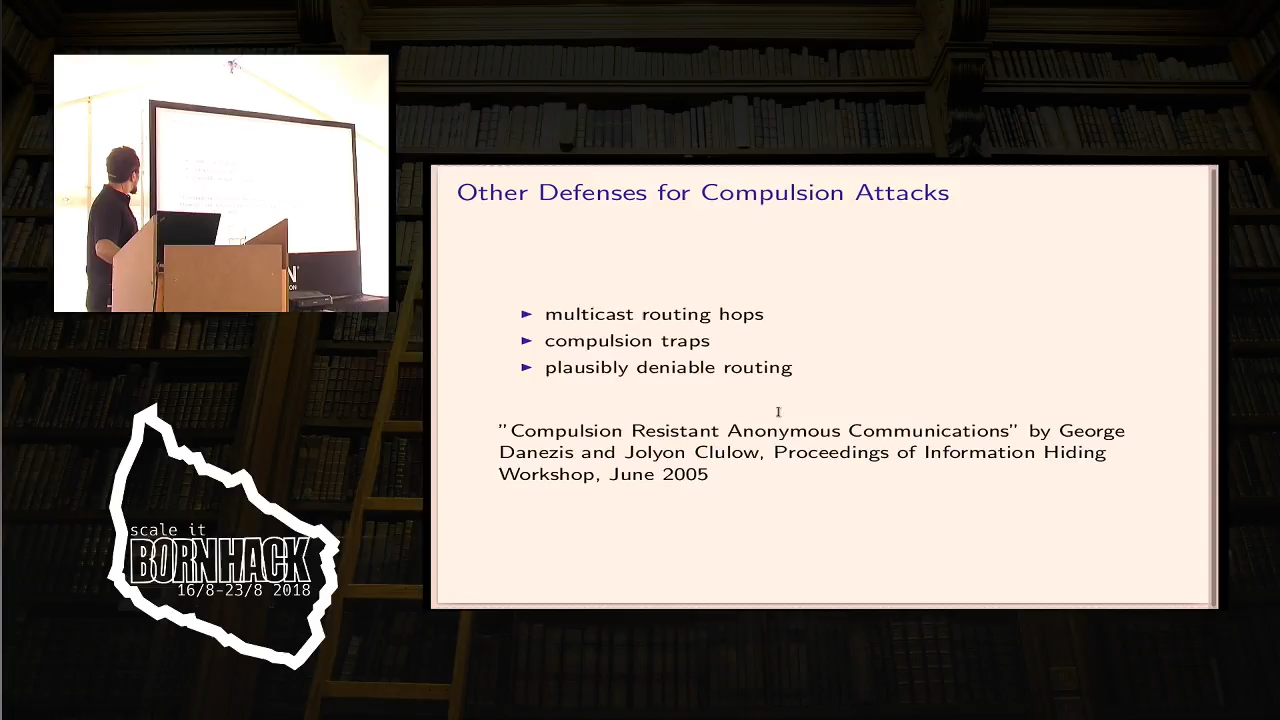 Other Defenses for Compulsion Attacks
► multicast routing hops
► compulsion traps
► plausibly deniable routing
"Compulsion Resistant Anonymous Communications" by George
Danezis and Jolyon Clulow, Proceedings of Information Hiding
Workshop, June 2005
scale it
BORNHACK
16/8-23/8 2018